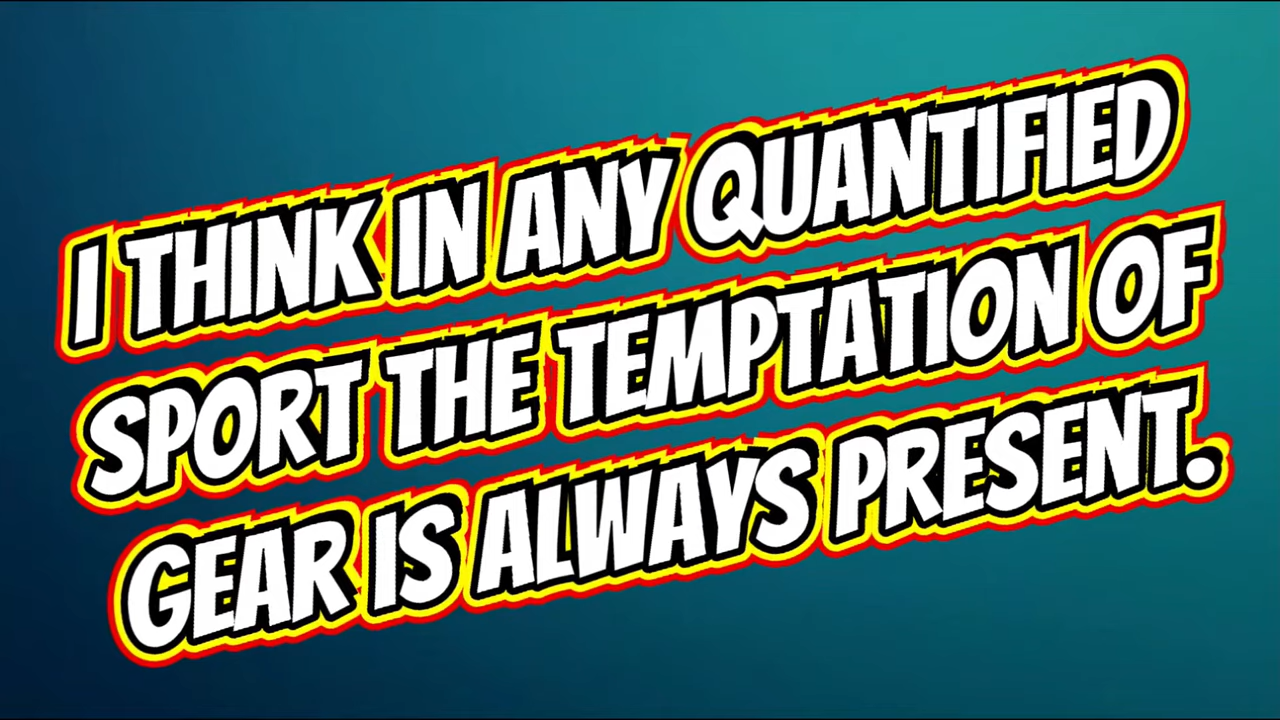 I THINK IN ANY QUANTIFIED
SPORT THE TEMPTATION OF
GEAR IS ALWAYS PRESENT.